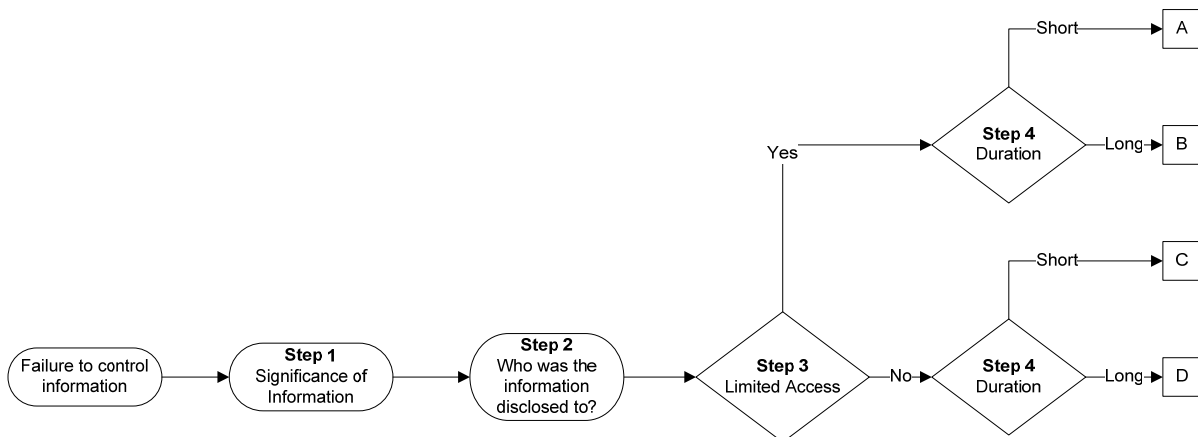 Short
A
Step 4
Duration
Long
B
Yes
Short
C
Failure to control
information
Step 1
Significance of
Information
Step 2
Who was the
information
disclosed to?
Step 3
Limited Access
No
Step 4
Duration
Long
D